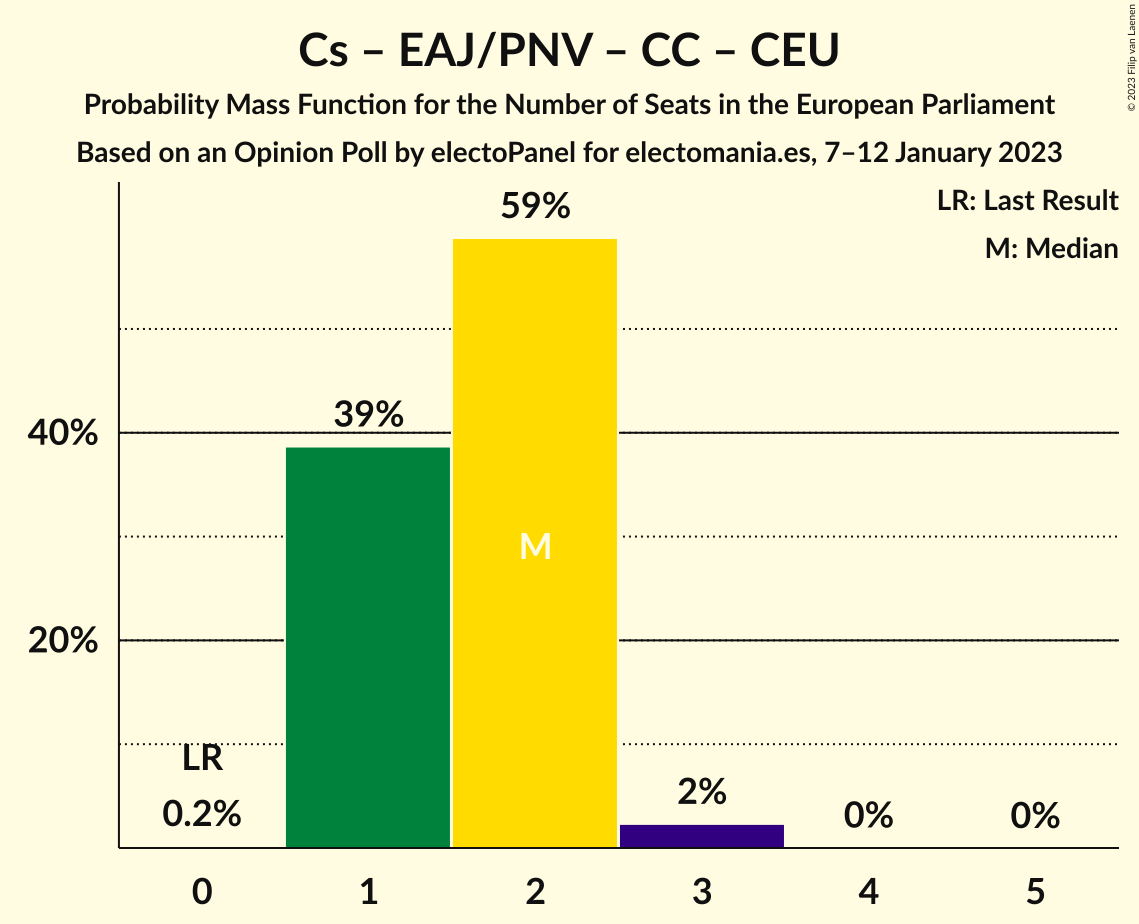 Cs – EAJ/PNV – CC – CEU
Probability Mass Function for the Number of Seats in the European Parliament
Based on an Opinion Poll by electoPanel for electomania.es, 7–12 January 2023
© 2023 Filip van Laenen
LR: Last Result
M: Median
59%
39%
40%
M
20%
LR
0.2%
2%
0%
0%
0 1 2 3 4 5